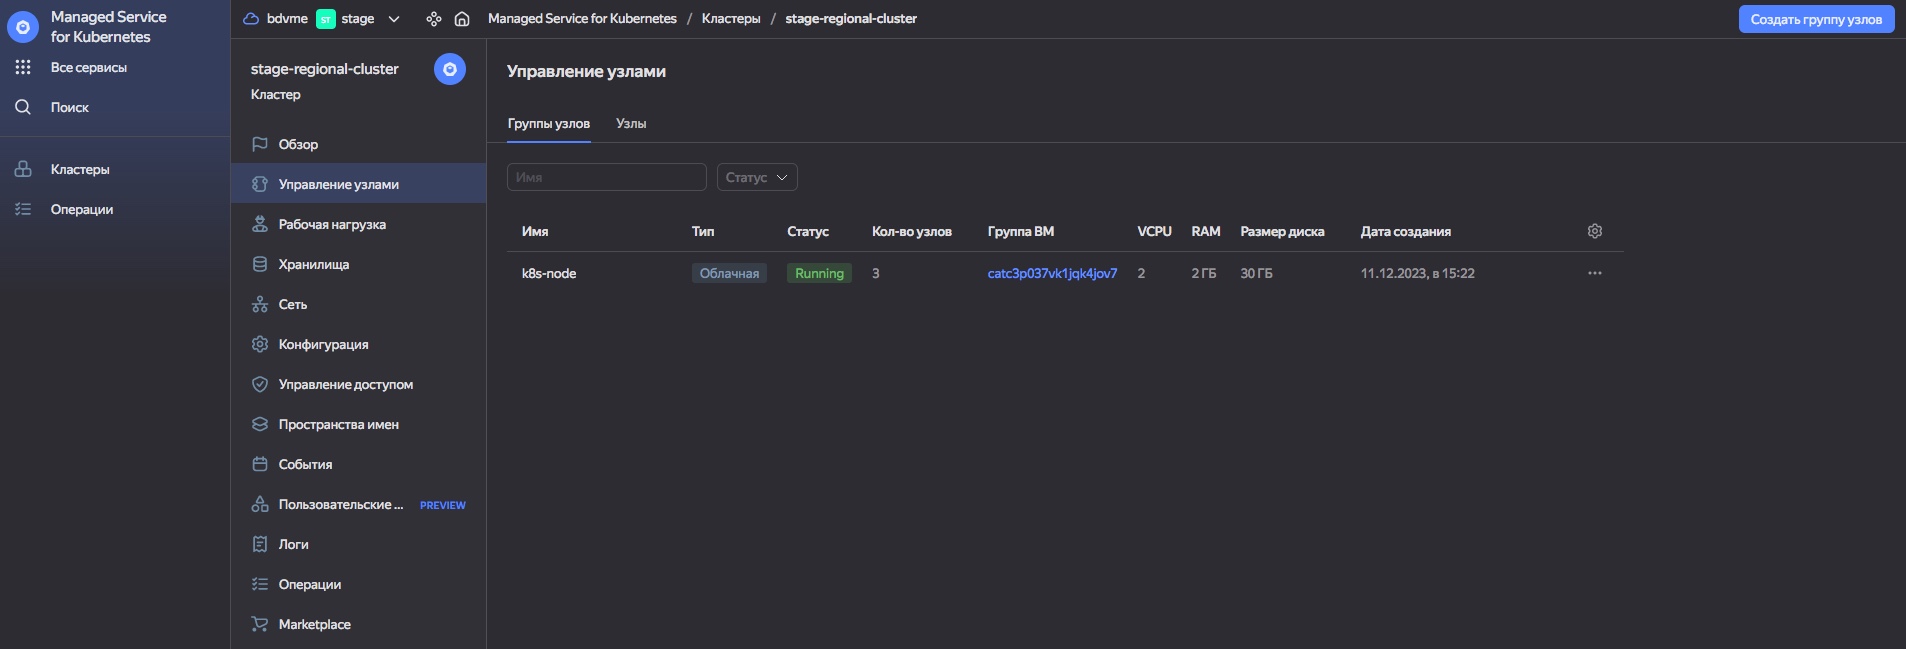 Managed Service
for Kubernetes
Все сервисы
Поиск
Кластеры
Операции
bdvme ST stage
Managed Service for Kubernetes / Кластеры / stage-regional-cluster
Создать группу узлов
stage-regional-cluster
Кластер
Обзор
Управление узлами
Рабочая нагрузка
Хранилища
Сеть
Конфигурация
Управление доступом
Пространства имен
События
Пользовательские ... PREVIEW
Логи
Операции
Marketplace
Управление узлами
Группы узлов Узлы
Имя Статус
Имя Тип Статус Кол-во узлов Группа ВМ VCPU RAM Размер диска Дата создания
k8s-node Облачная Running 3 catc3p037vk1jqk4jov7 2 2 ГБ 30 ГБ 11.12.2023, в 15:22